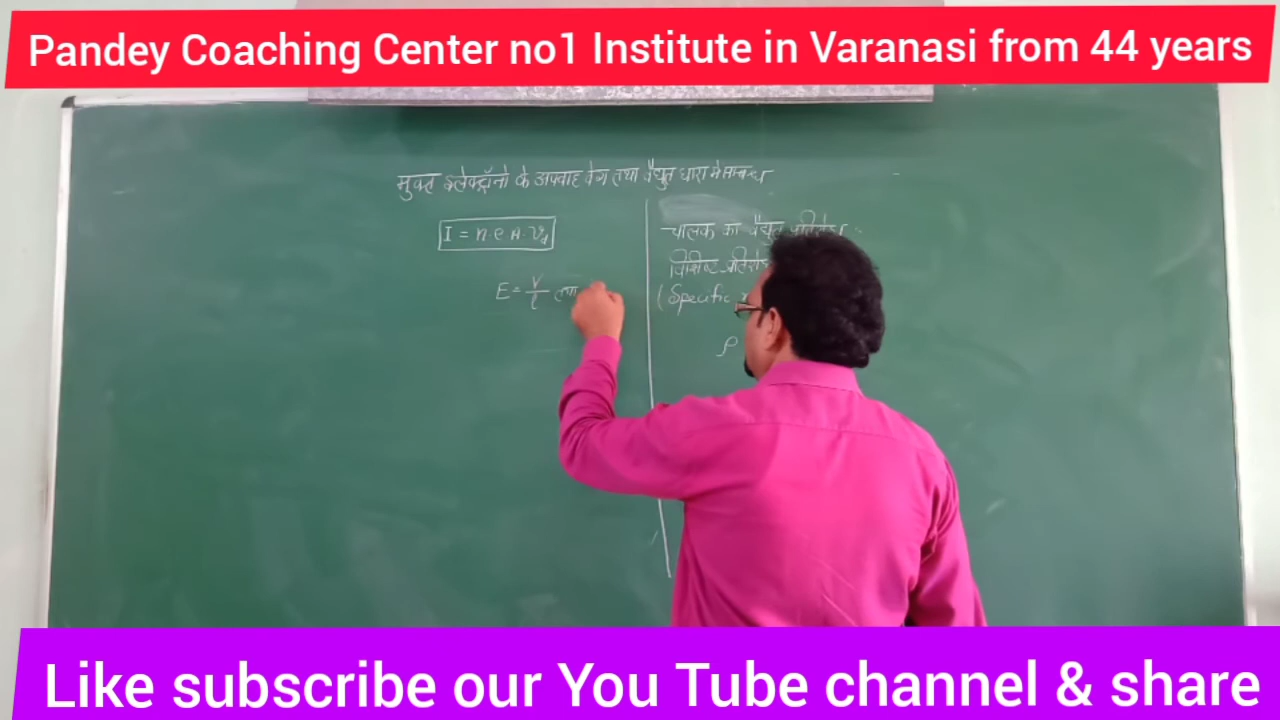 Pandey Coaching Center no1 Institute in Varanasi from 44 years
मुक्त इलेक्ट्रॉनो के अपवाह वेग तथा वैद्युत धारा मे सम्बन्ध
I = n e A · v_d
E = V/l तथा
चालक का वैद्युत
विशिष्ट
(Specific
ρ
Like subscribe our You Tube channel & share